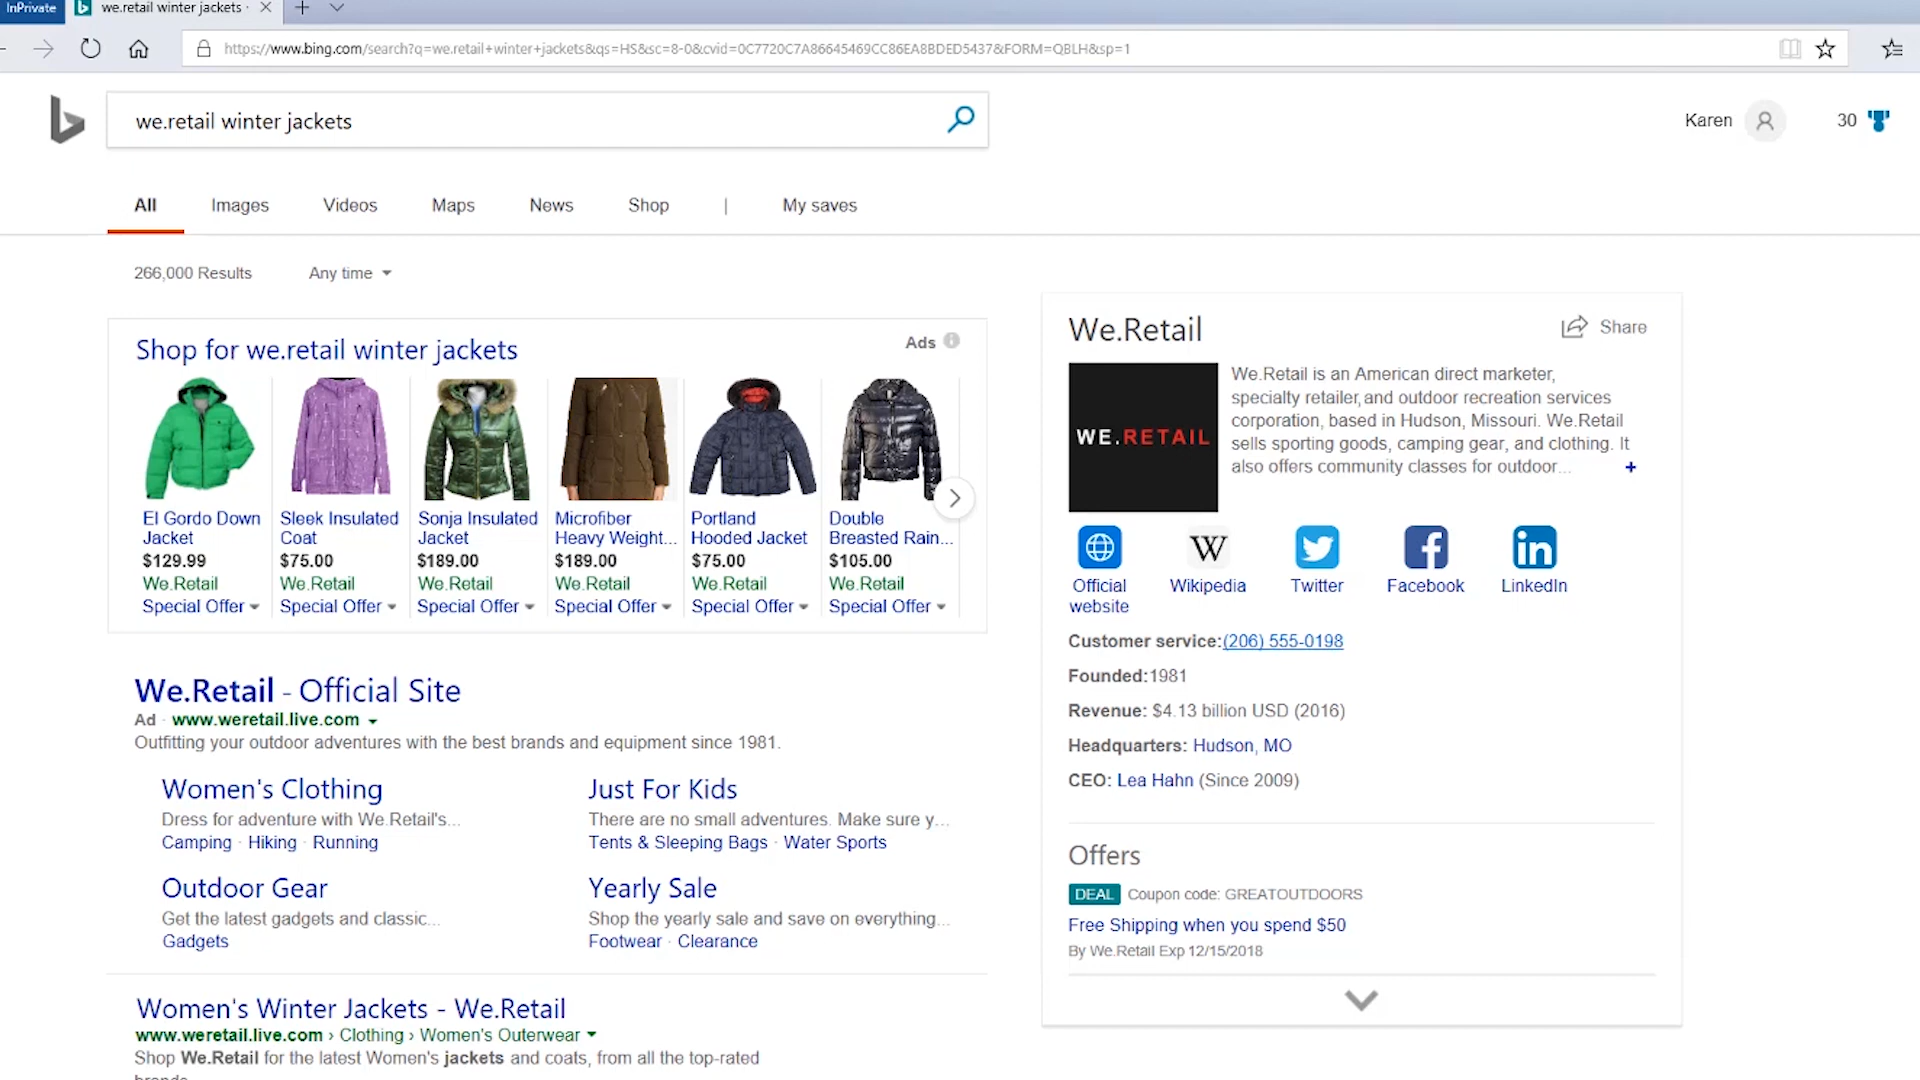 InPrivate
we.retail winter jackets
https://www.bing.com/search?q=we.retail+winter+jackets&qs=HS&sc=8-0&cvid=0C7720C7A86645469CC86EA8BDED5437&FORM=QBLH&sp=1
we.retail winter jackets
Karen
30
All Images Videos Maps News Shop | My saves
266,000 Results Any time
Shop for we.retail winter jackets
Ads
El Gordo Down
Jacket
$129.99
We.Retail
Special Offer
Sleek Insulated
Coat
$75.00
We.Retail
Special Offer
Sonja Insulated
Jacket
$189.00
We.Retail
Special Offer
Microfiber
Heavy Weight...
$189.00
We.Retail
Special Offer
Portland
Hooded Jacket
$75.00
We.Retail
Special Offer
Double
Breasted Rain...
$105.00
We.Retail
Special Offer
We.Retail - Official Site
Ad · www.weretail.live.com
Outfitting your outdoor adventures with the best brands and equipment since 1981.
Women's Clothing
Dress for adventure with We.Retail's...
Camping · Hiking · Running
Just For Kids
There are no small adventures. Make sure y...
Tents & Sleeping Bags · Water Sports
Outdoor Gear
Get the latest gadgets and classic...
Gadgets
Yearly Sale
Shop the yearly sale and save on everything...
Footwear · Clearance
Women's Winter Jackets - We.Retail
www.weretail.live.com › Clothing › Women's Outerwear
Shop We.Retail for the latest Women's jackets and coats, from all the top-rated
We.Retail
Share
WE.RETAIL
We.Retail is an American direct marketer,
specialty retailer, and outdoor recreation services
corporation, based in Hudson, Missouri. We.Retail
sells sporting goods, camping gear, and clothing. It
also offers community classes for outdoor... +
Official
website
W
Wikipedia
Twitter
Facebook
in
LinkedIn
Customer service:(206) 555-0198
Founded:1981
Revenue: $4.13 billion USD (2016)
Headquarters: Hudson, MO
CEO: Lea Hahn (Since 2009)
Offers
DEAL Coupon code: GREATOUTDOORS
Free Shipping when you spend $50
By We.Retail Exp 12/15/2018